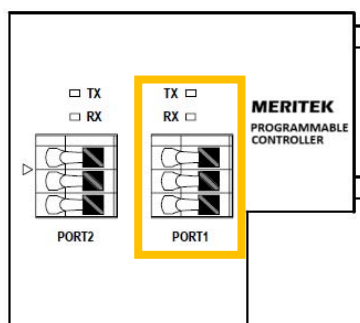 TX
RX
TX
RX
MERITEK
PROGRAMMABLE
CONTROLLER
PORT2
PORT1